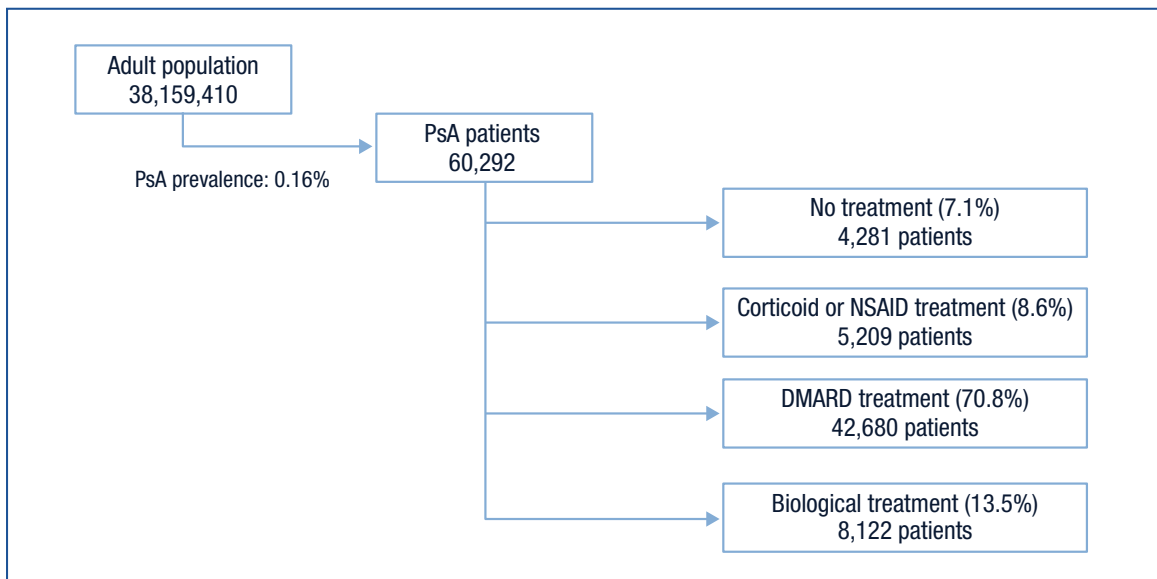 Adult population
38,159,410
PsA patients
60,292
PsA prevalence: 0.16%
No treatment (7.1%)
4,281 patients
Corticoid or NSAID treatment (8.6%)
5,209 patients
DMARD treatment (70.8%)
42,680 patients
Biological treatment (13.5%)
8,122 patients